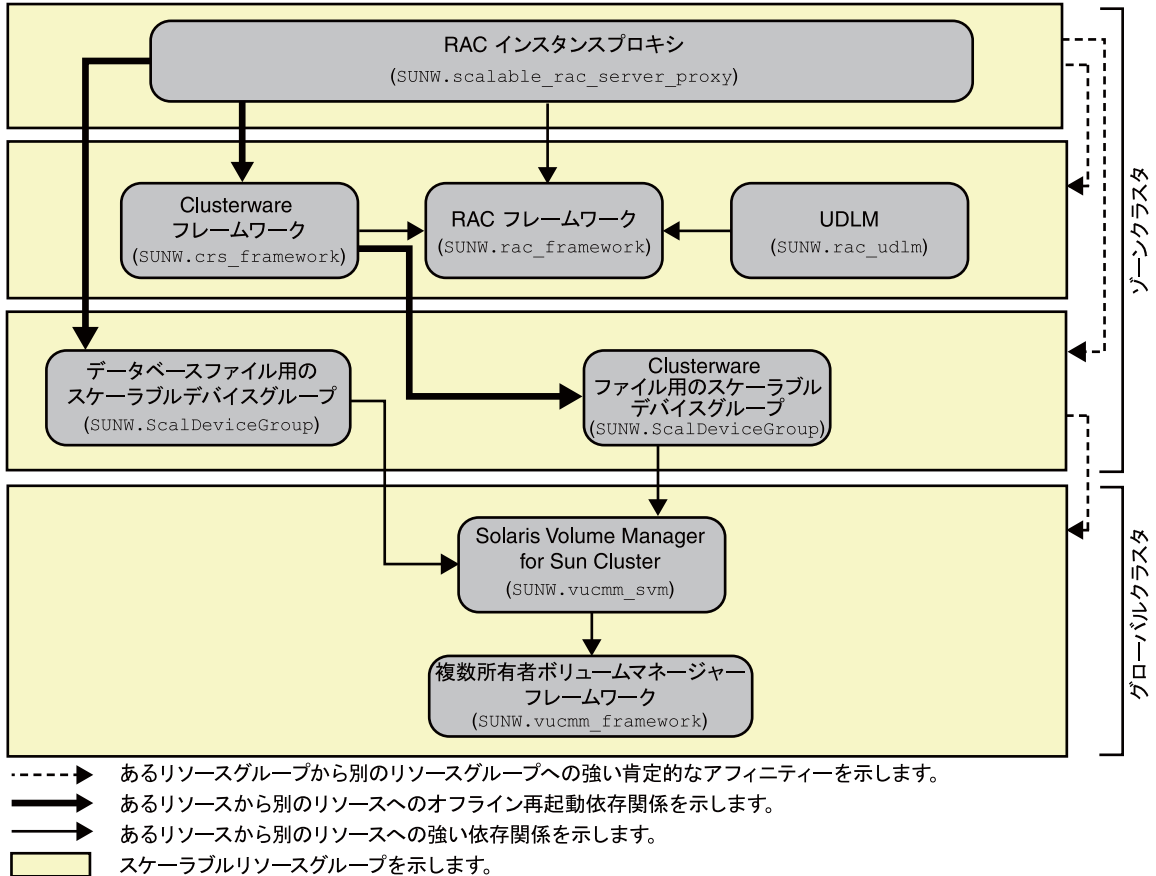 RAC インスタンスプロキシ
(SUNW.scalable_rac_server_proxy)
Clusterware
フレームワーク
(SUNW.crs_framework)
RAC フレームワーク
(SUNW.rac_framework)
UDLM
(SUNW.rac_udlm)
ゾーンクラスタ
データベースファイル用の
スケーラブルデバイスグループ
(SUNW.ScalDeviceGroup)
Clusterware
ファイル用のスケーラブル
デバイスグループ
(SUNW.ScalDeviceGroup)
Solaris Volume Manager
for Sun Cluster
(SUNW.vucmm_svm)
複数所有者ボリュームマネージャー
フレームワーク
(SUNW.vucmm_framework)
グローバルクラスタ
あるリソースグループから別のリソースグループへの強い肯定的なアフィニティーを示します。
あるリソースから別のリソースへのオフライン再起動依存関係を示します。
あるリソースから別のリソースへの強い依存関係を示します。
スケーラブルリソースグループを示します。